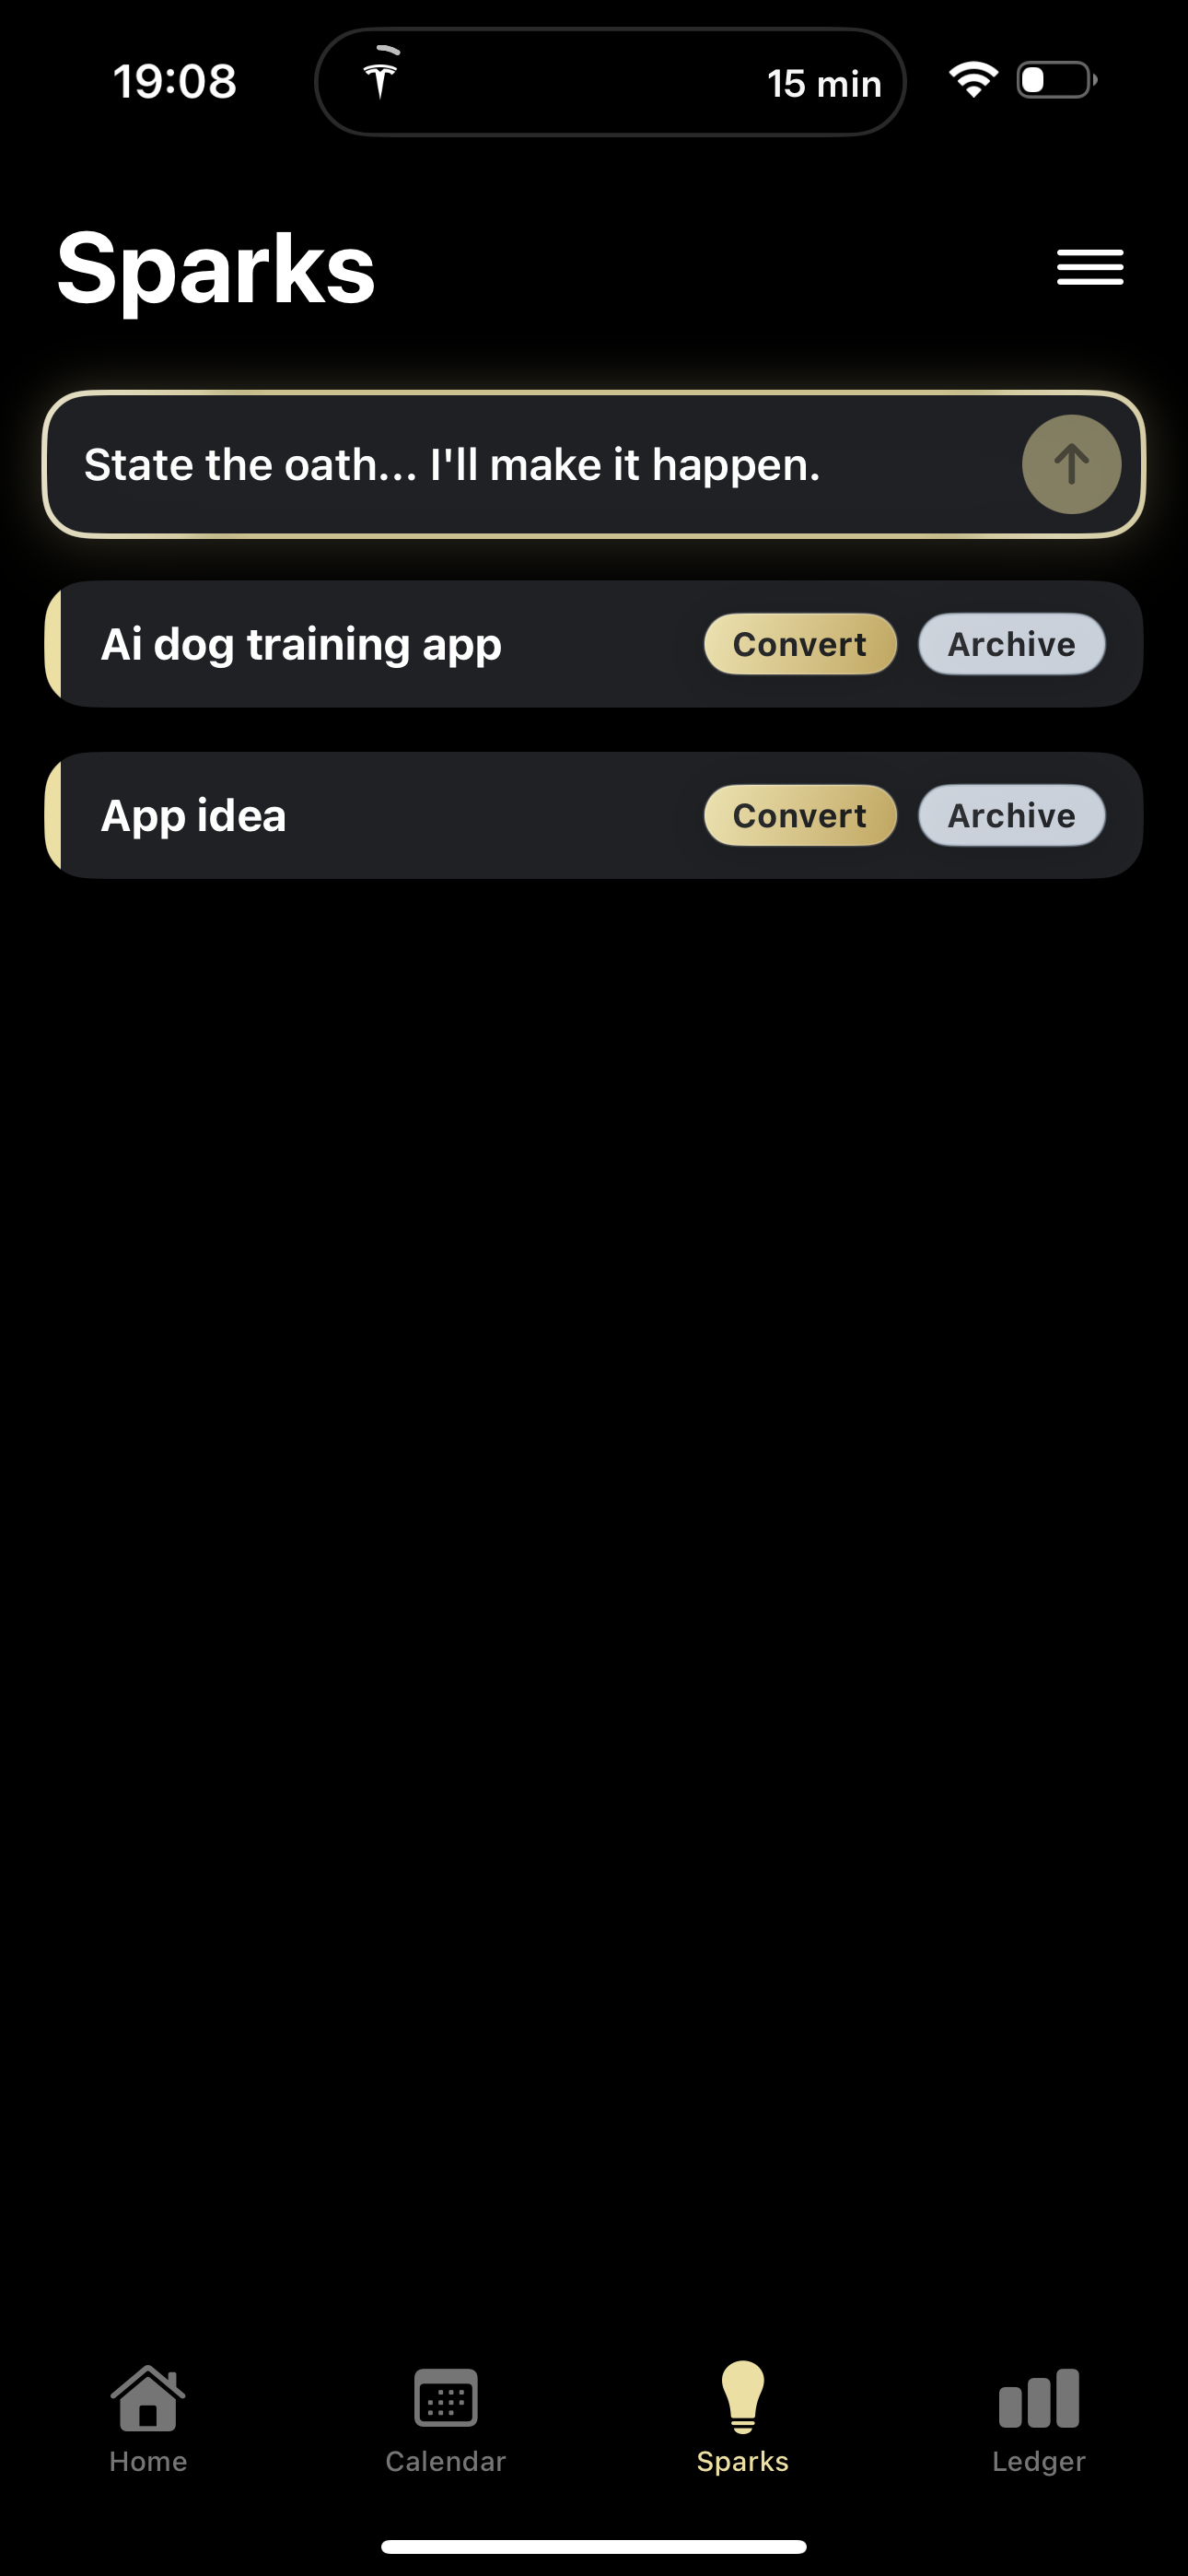 19:08
15 min
Sparks
State the oath... I'll make it happen.
Ai dog training app Convert Archive
App idea Convert Archive
Home Calendar Sparks Ledger